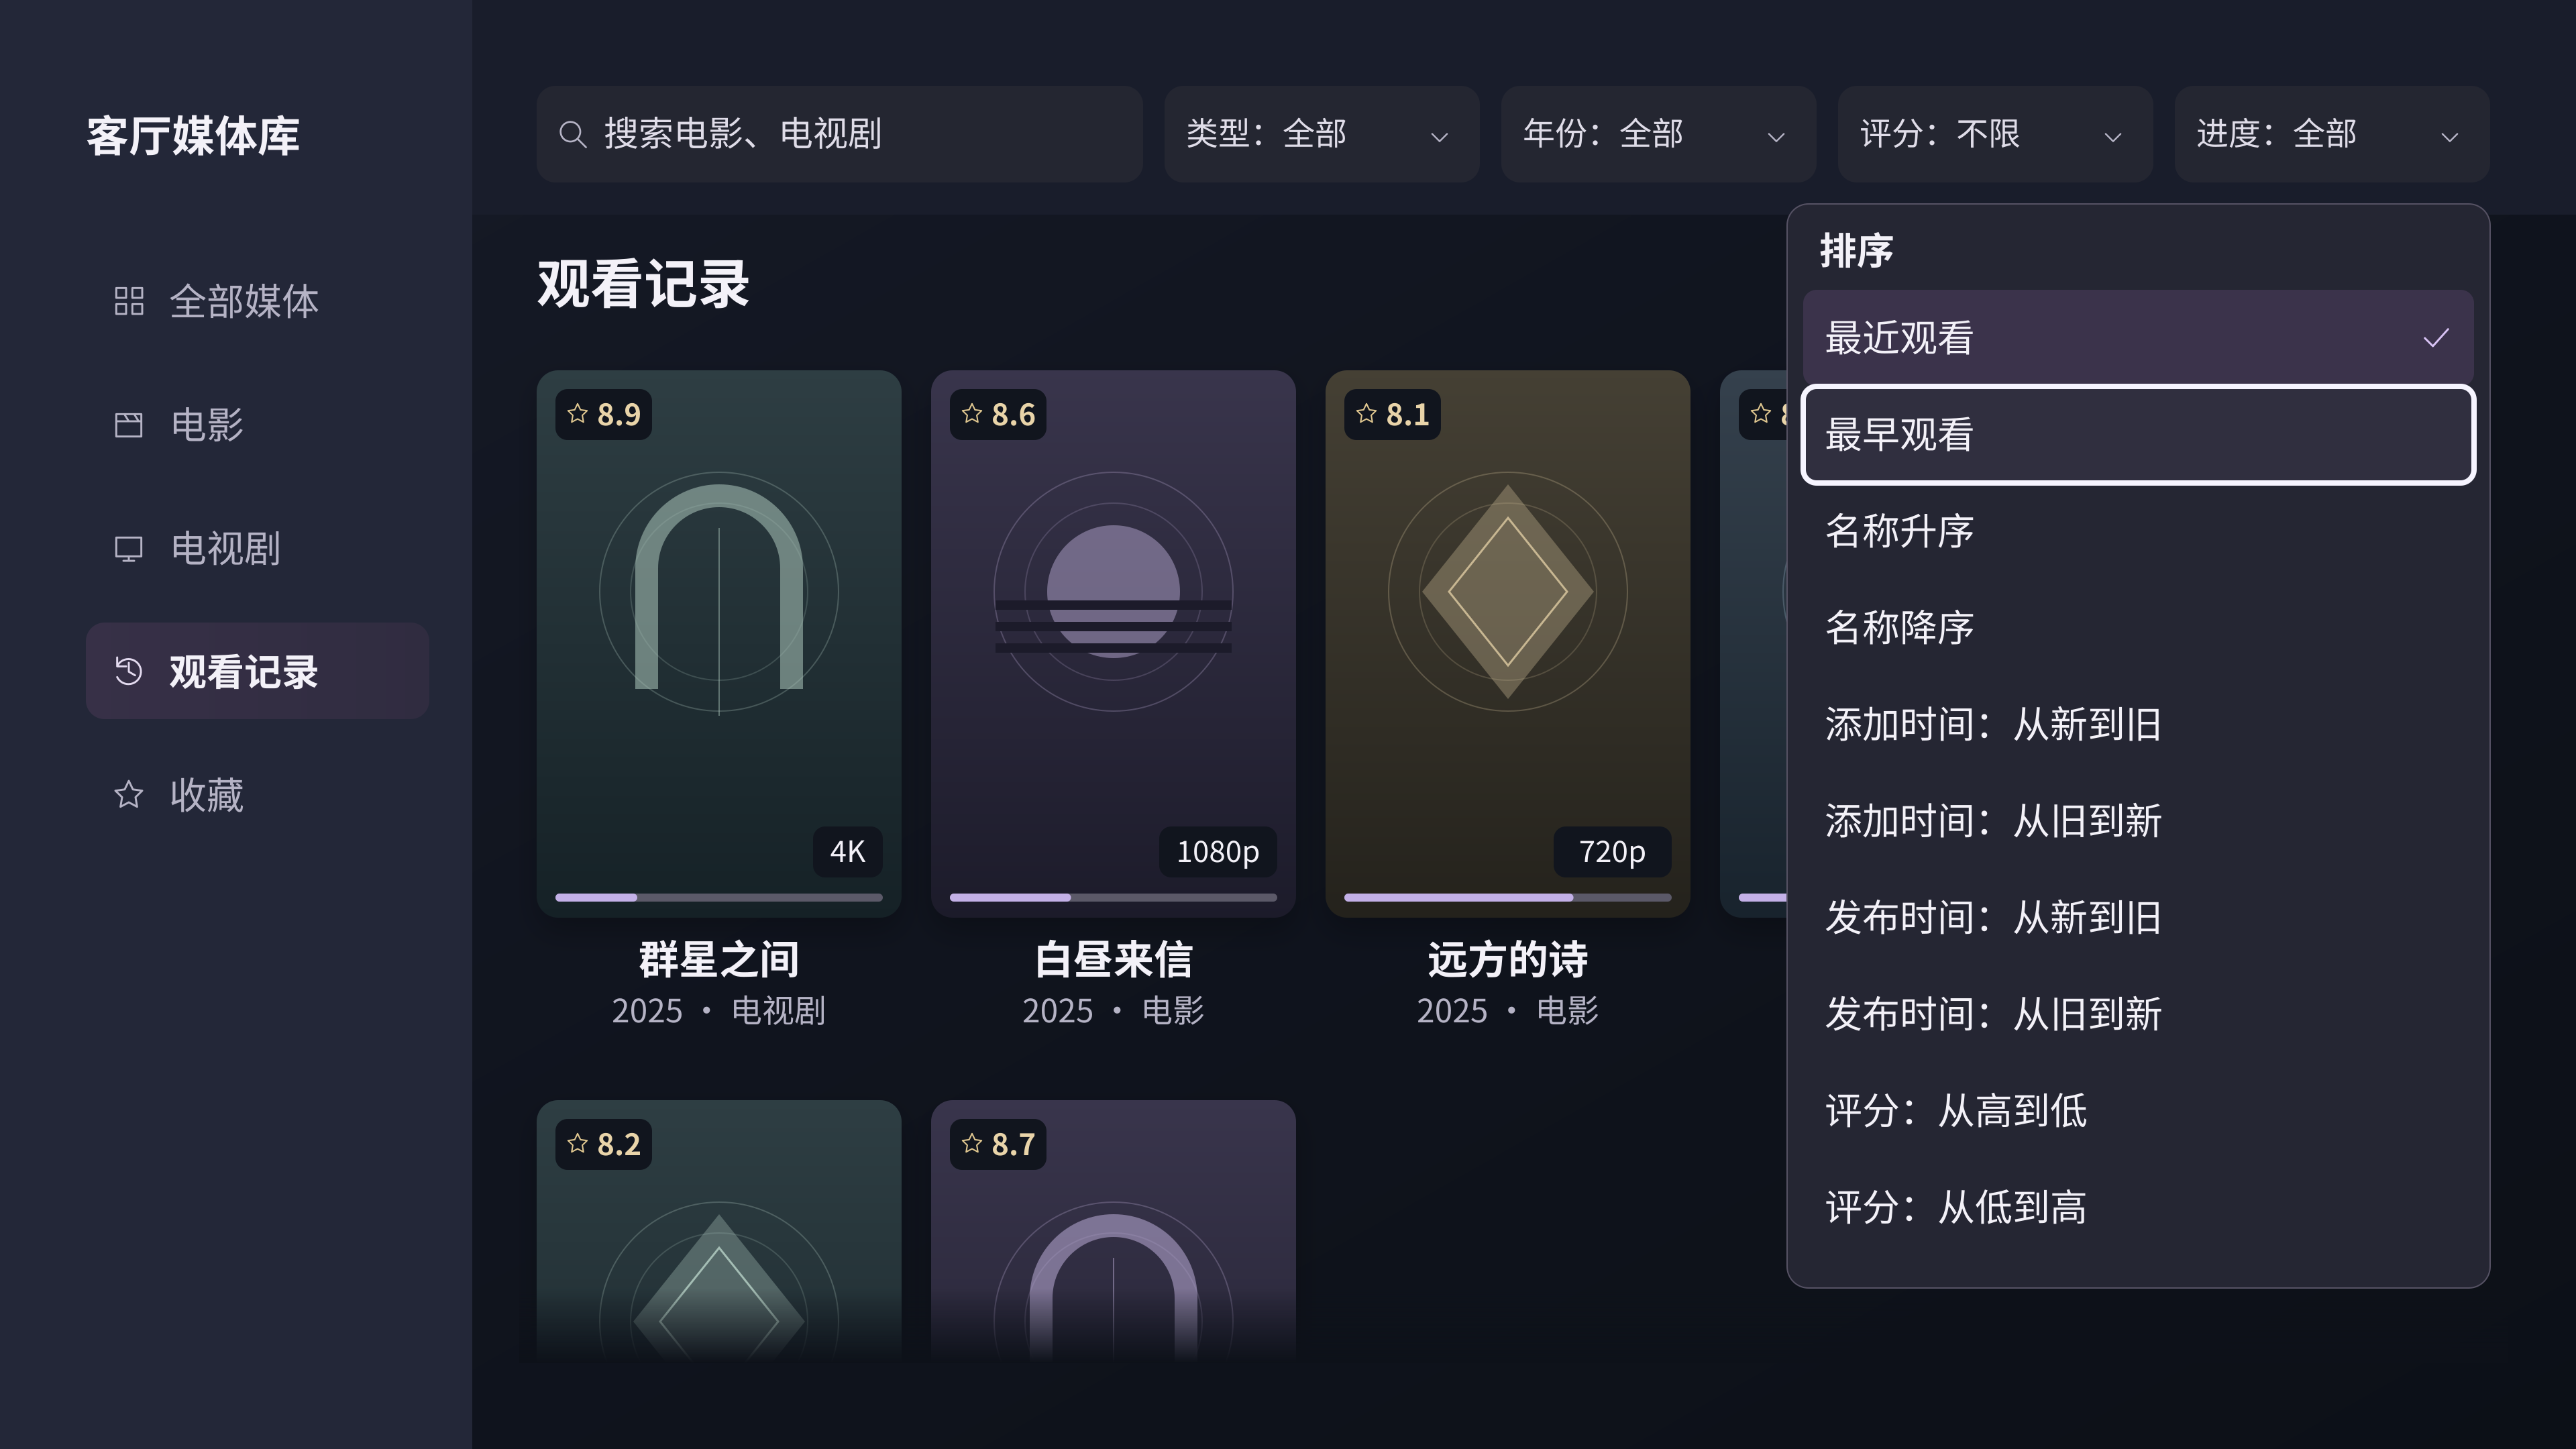 客厅媒体库
全部媒体
电影
电视剧
观看记录
收藏
搜索电影、电视剧
类型：全部
年份：全部
评分：不限
进度：全部
观看记录
8.9
4K
群星之间
2025 • 电视剧
8.6
1080p
白昼来信
2025 • 电影
8.1
720p
远方的诗
2025 • 电影
8.2
8.7
排序
最近观看
最早观看
名称升序
名称降序
添加时间：从新到旧
添加时间：从旧到新
发布时间：从新到旧
发布时间：从旧到新
评分：从高到低
评分：从低到高